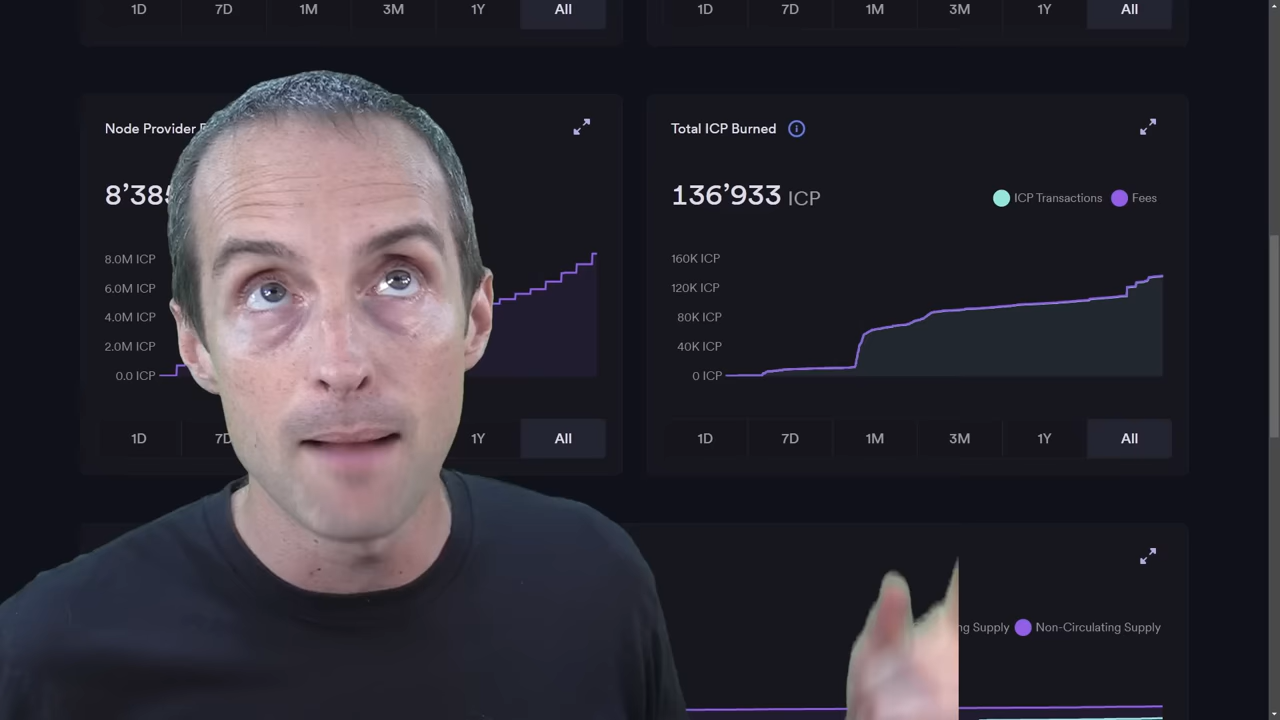 1D 7D 1M 3M 1Y All
1D 7D 1M 3M 1Y All
Node Provider
8’385
8.0M ICP
6.0M ICP
4.0M ICP
2.0M ICP
0.0 ICP
1D 7D 1Y All
Total ICP Burned
136’933 ICP
ICP Transactions Fees
160K ICP
120K ICP
80K ICP
40K ICP
0 ICP
1D 7D 1M 3M 1Y All
Supply Non-Circulating Supply